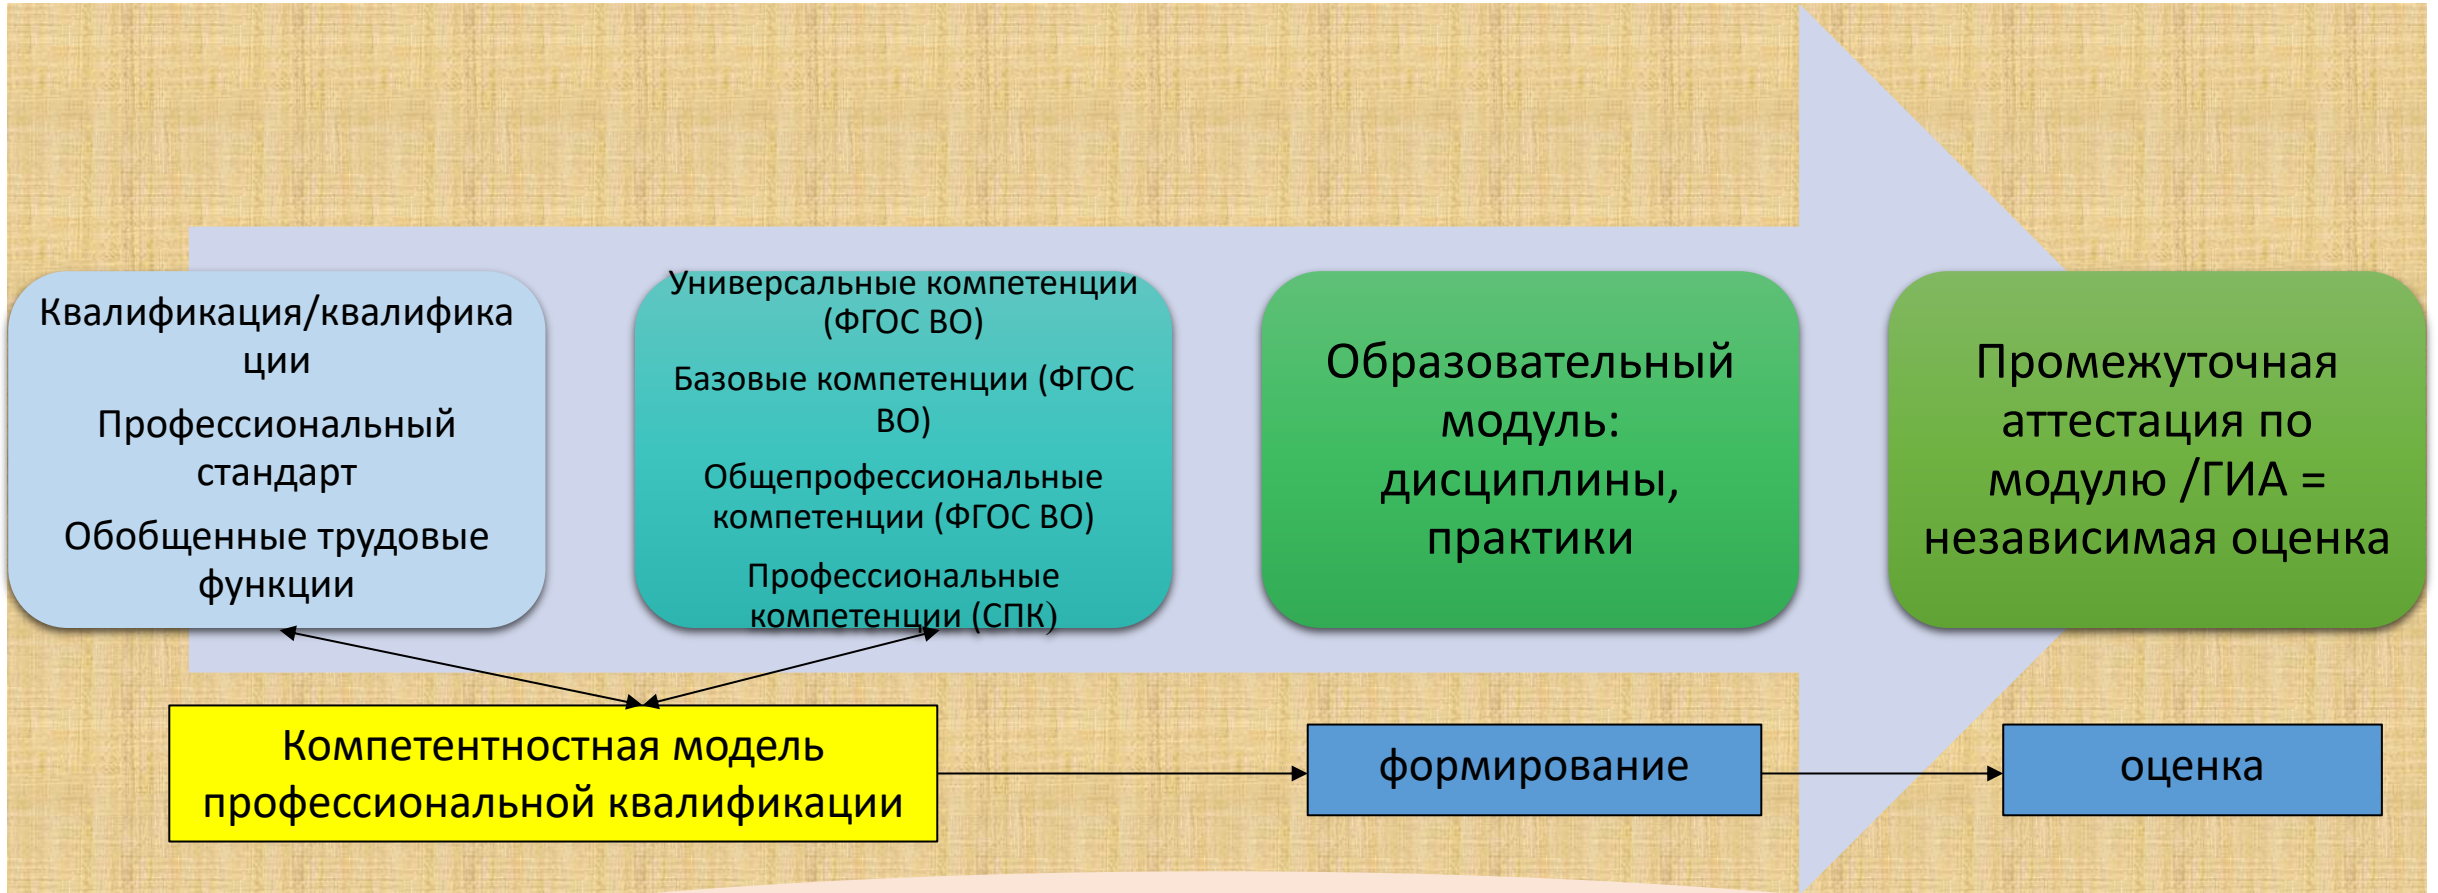 Квалификация/квалифика
ции
Профессиональный
стандарт
Обобщенные трудовые
функции
Универсальные компетенции
(ФГОС ВО)
Базовые компетенции (ФГОС
ВО)
Общепрофессиональные
компетенции (ФГОС ВО)
Профессиональные
компетенции (СПК)
Образовательный
модуль:
дисциплины,
практики
Промежуточная
аттестация по
модулю /ГИА =
независимая оценка
Компетентностная модель
профессиональной квалификации
формирование
оценка